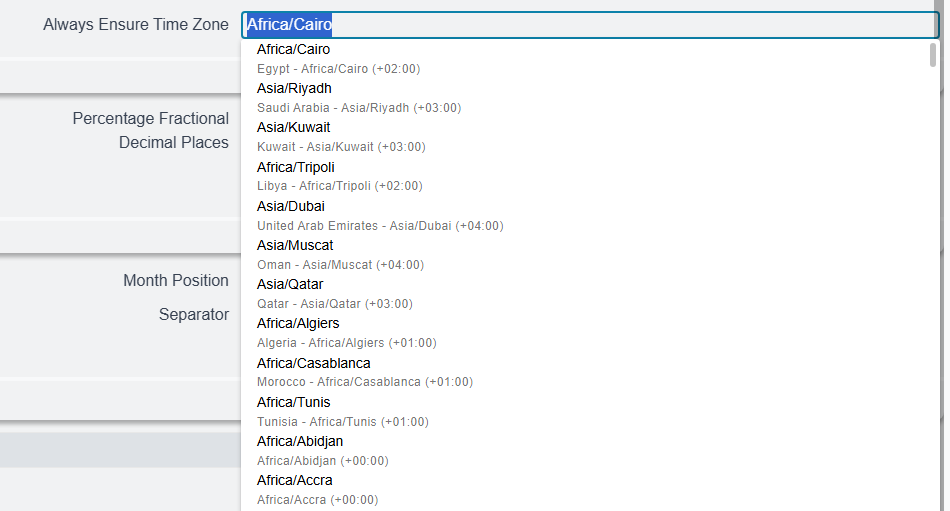 Always Ensure Time Zone
Africa/Cairo
Africa/Cairo
Egypt - Africa/Cairo (+02:00)
Asia/Riyadh
Saudi Arabia - Asia/Riyadh (+03:00)
Percentage Fractional
Decimal Places
Asia/Kuwait
Kuwait - Asia/Kuwait (+03:00)
Africa/Tripoli
Libya - Africa/Tripoli (+02:00)
Asia/Dubai
United Arab Emirates - Asia/Dubai (+04:00)
Asia/Muscat
Oman - Asia/Muscat (+04:00)
Month Position
Asia/Qatar
Qatar - Asia/Qatar (+03:00)
Separator
Africa/Algiers
Algeria - Africa/Algiers (+01:00)
Africa/Casablanca
Morocco - Africa/Casablanca (+01:00)
Africa/Tunis
Tunisia - Africa/Tunis (+01:00)
Africa/Abidjan
Africa/Abidjan (+00:00)
Africa/Accra
Africa/Accra (+00:00)